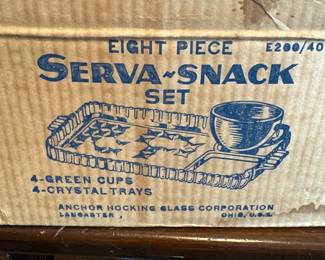 EIGHT PIECE E200/40
SERVA-SNACK
SET
4-GREEN CUPS
4-CRYSTAL TRAYS
ANCHOR HOCKING GLASS CORPORATION
LANCASTER, OHIO, U.S.A.